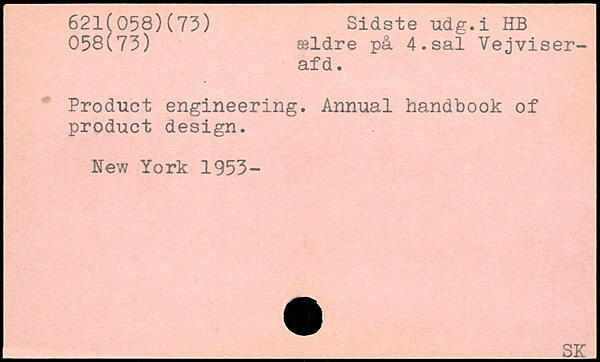 621(058)(73)
058(73)
Sidste udg.i HB
ældre på 4.sal Vejviser-
afd.
Product engineering. Annual handbook of
product design.
New York 1953-
SK